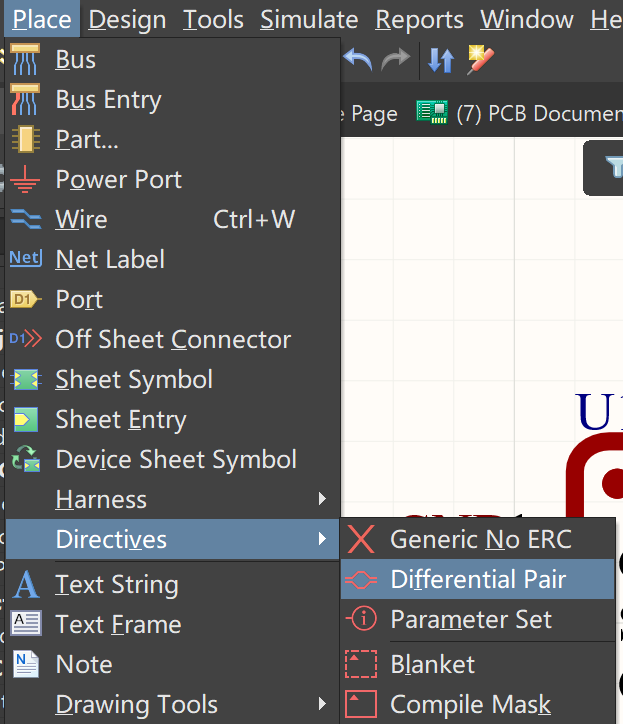 Place Design Tools Simulate Reports Window
Bus
Bus Entry
Page (7) PCB
Part...
Power Port
Wire Ctrl+W
Net Net Label
D1 Port
D1 Off Sheet Connector
Sheet Symbol
Sheet Entry
Device Sheet Symbol
Harness
Directives
Generic No ERC
Differential Pair
A Text String
A Text Frame
Parameter Set
N Note
Blanket
Drawing Tools
Compile Mask